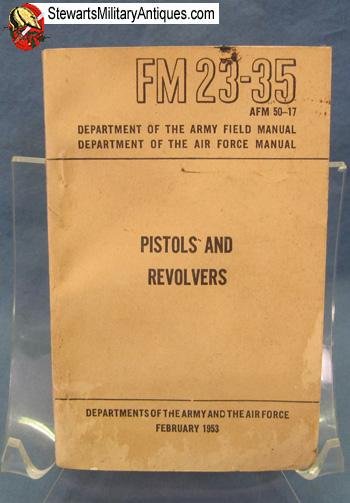 StewartsMilitaryAntiques.com
FM 23-35
AFM 50-17
DEPARTMENT OF THE ARMY FIELD MANUAL
DEPARTMENT OF THE AIR FORCE MANUAL
PISTOLS AND
REVOLVERS
DEPARTMENTS OF THE ARMY AND THE AIR FORCE
FEBRUARY 1953